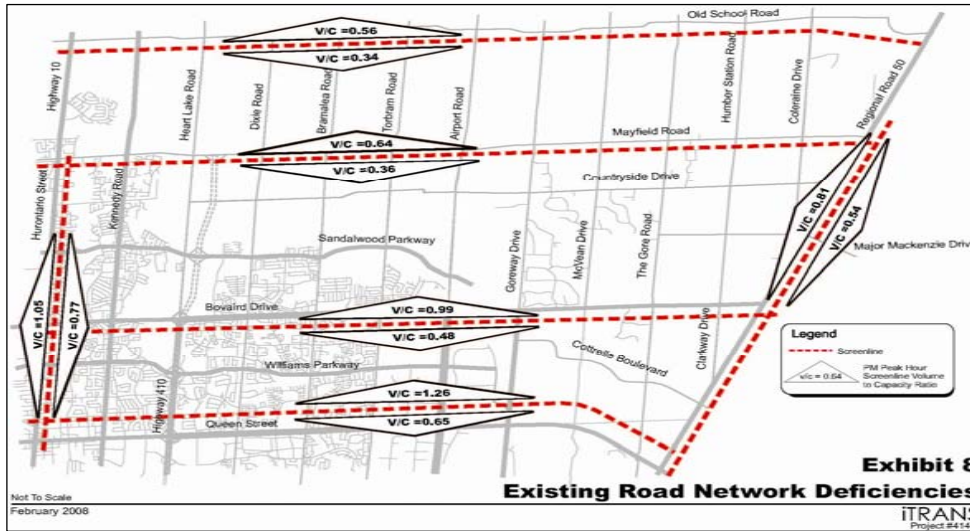 Old School Road
V/C =0.56
V/C =0.34
Highway 10
Heart Lake Road
Dixie Road
Bramalea Road
Torbram Road
Airport Road
Humber Station Road
Coleraine Drive
Regional Road 50
Mayfield Road
V/C =0.64
V/C =0.36
Countryside Drive
Hurontario Street
Kennedy Road
Sandalwood Parkway
Goreway Drive
McVean Drive
The Gore Road
V/C =0.81
V/C =0.54
Major Mackenzie Driv
V/C =1.05
V/C =0.77
Bovaird Drive
V/C =0.99
V/C =0.48
Williams Parkway
Cottrelle Boulevard
Clarkway Drive
Highway 410
V/C =1.26
V/C =0.65
Queen Street
Legend
Screenline
v/c = 0.64
PM Peak Hour
Screenline Volume
to Capacity Ratio
Exhibit 8
Existing Road Network Deficiencies
Not To Scale
February 2008
iTRANS
Project #414